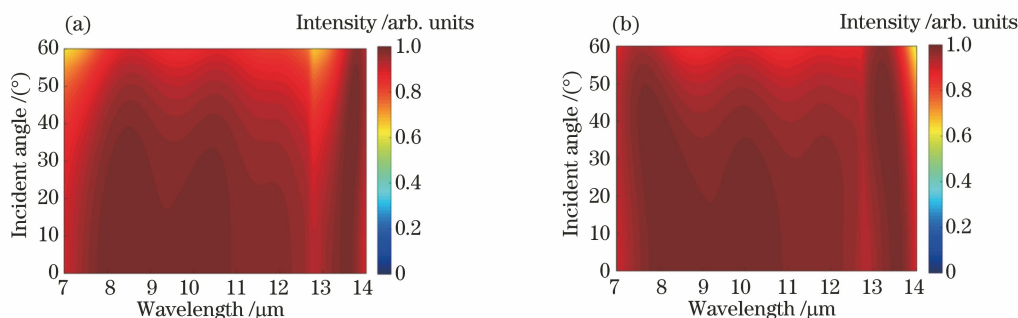 (a)
Intensity /arb. units
60
50
40
30
20
10
0
Incident angle /(°)
7 8 9 10 11 12 13 14
Wavelength /μm
1.0
0.8
0.6
0.4
0.2
0
(b)
Intensity /arb. units
60
50
40
30
20
10
0
Incident angle /(°)
7 8 9 10 11 12 13 14
Wavelength /μm
1.0
0.8
0.6
0.4
0.2
0